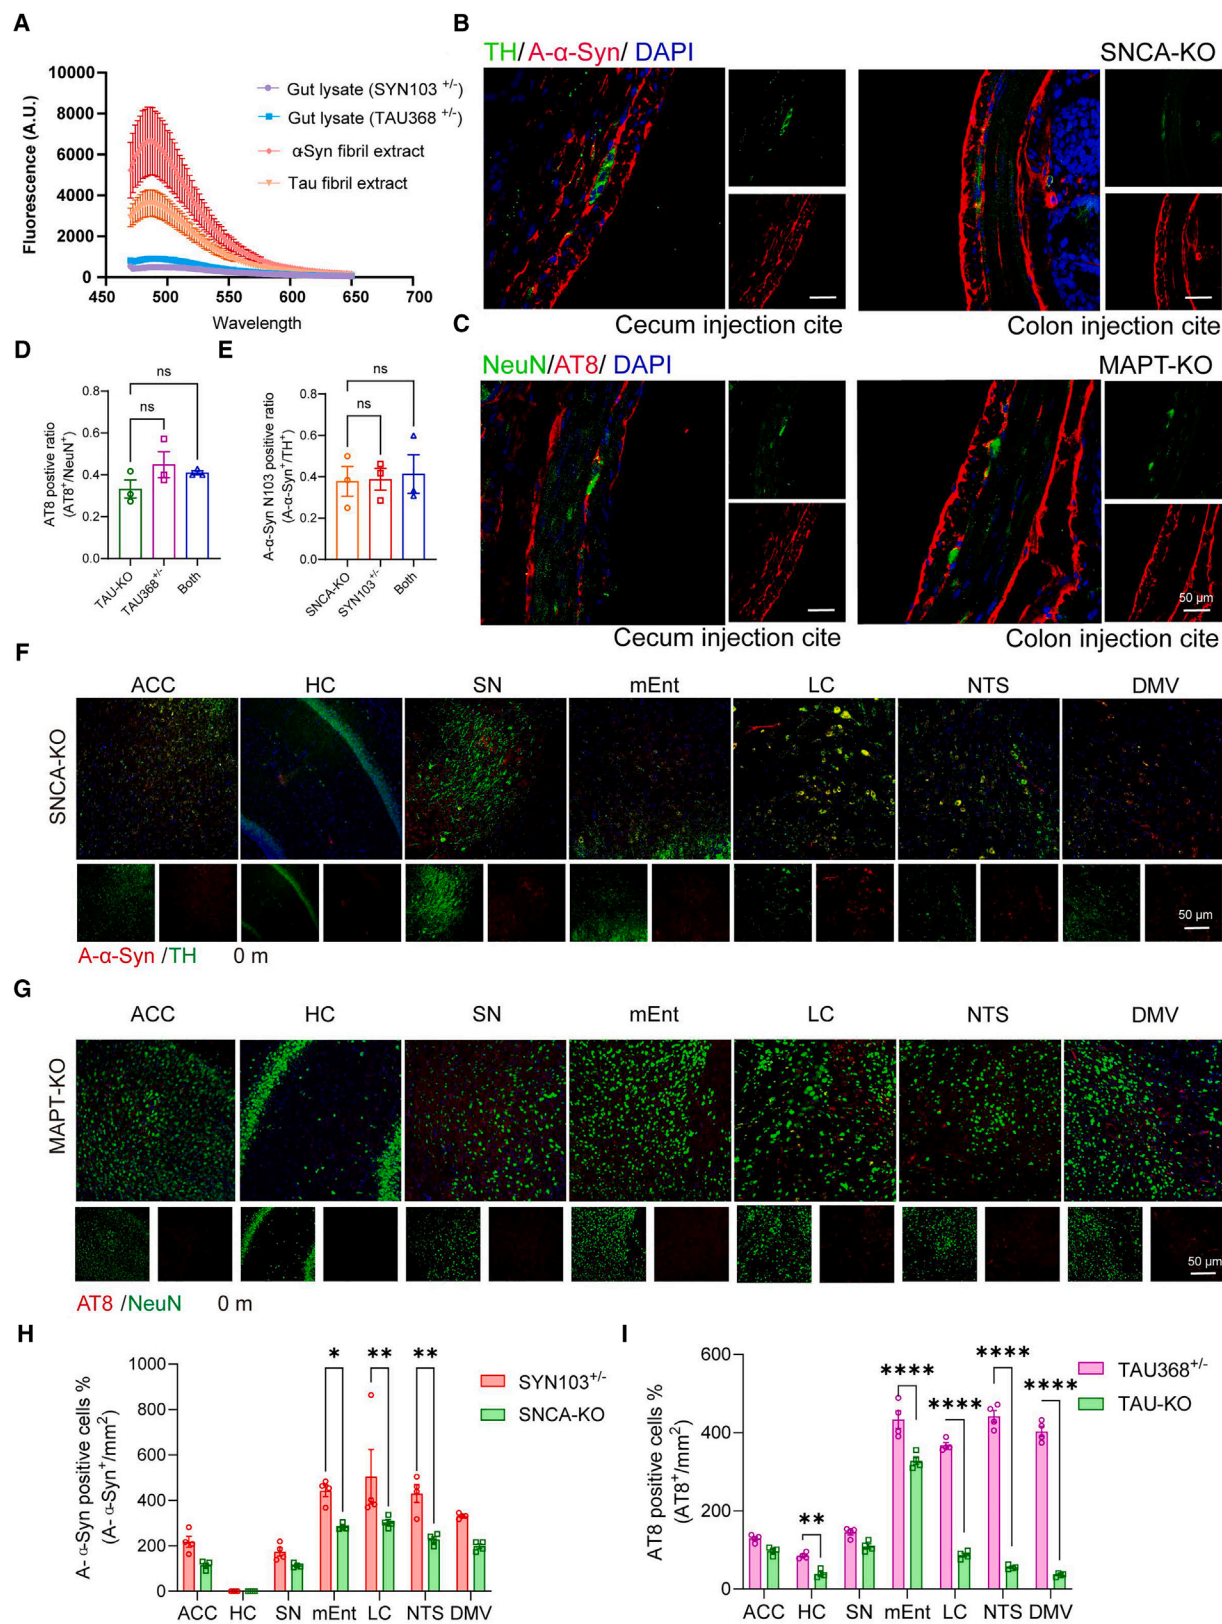 A
10000
8000
6000
4000
2000
0
Fluorescence (A.U.)
450 500 550 600 650 700
Wavelength
Gut lysate (SYN103 +/-)
Gut lysate (TAU368 +/-)
αSyn fibril extract
Tau fibril extract
B
TH/ A-α-Syn/ DAPI
SNCA-KO
Cecum injection cite
Colon injection cite
C
NeuN/AT8/ DAPI
MAPT-KO
50 µm
Cecum injection cite
Colon injection cite
D
ns
ns
0.8
0.6
0.4
0.2
0.0
AT8 postive ratio
(AT8+/NeuN+)
TAU-KO
TAU368+/-
Both
E
ns
ns
0.8
0.6
0.4
0.2
0.0
A-α-Syn N103 positive ratio
(A-α-Syn+/TH+)
SNCA-KO
SYN103+/-
Both
F
ACC HC SN mEnt LC NTS DMV
SNCA-KO
50 µm
A-α-Syn /TH 0 m
G
ACC HC SN mEnt LC NTS DMV
MAPT-KO
50 µm
AT8 /NeuN 0 m
H
1000
800
600
400
200
0
A- α-Syn positive cells %
(A- α-Syn+/mm2)
* ** **
SYN103+/-
SNCA-KO
ACC HC SN mEnt LC NTS DMV
I
600
400
200
0
AT8 positive cells %
(AT8+/mm2)
** **** **** **** ****
TAU368+/-
TAU-KO
ACC HC SN mEnt LC NTS DMV